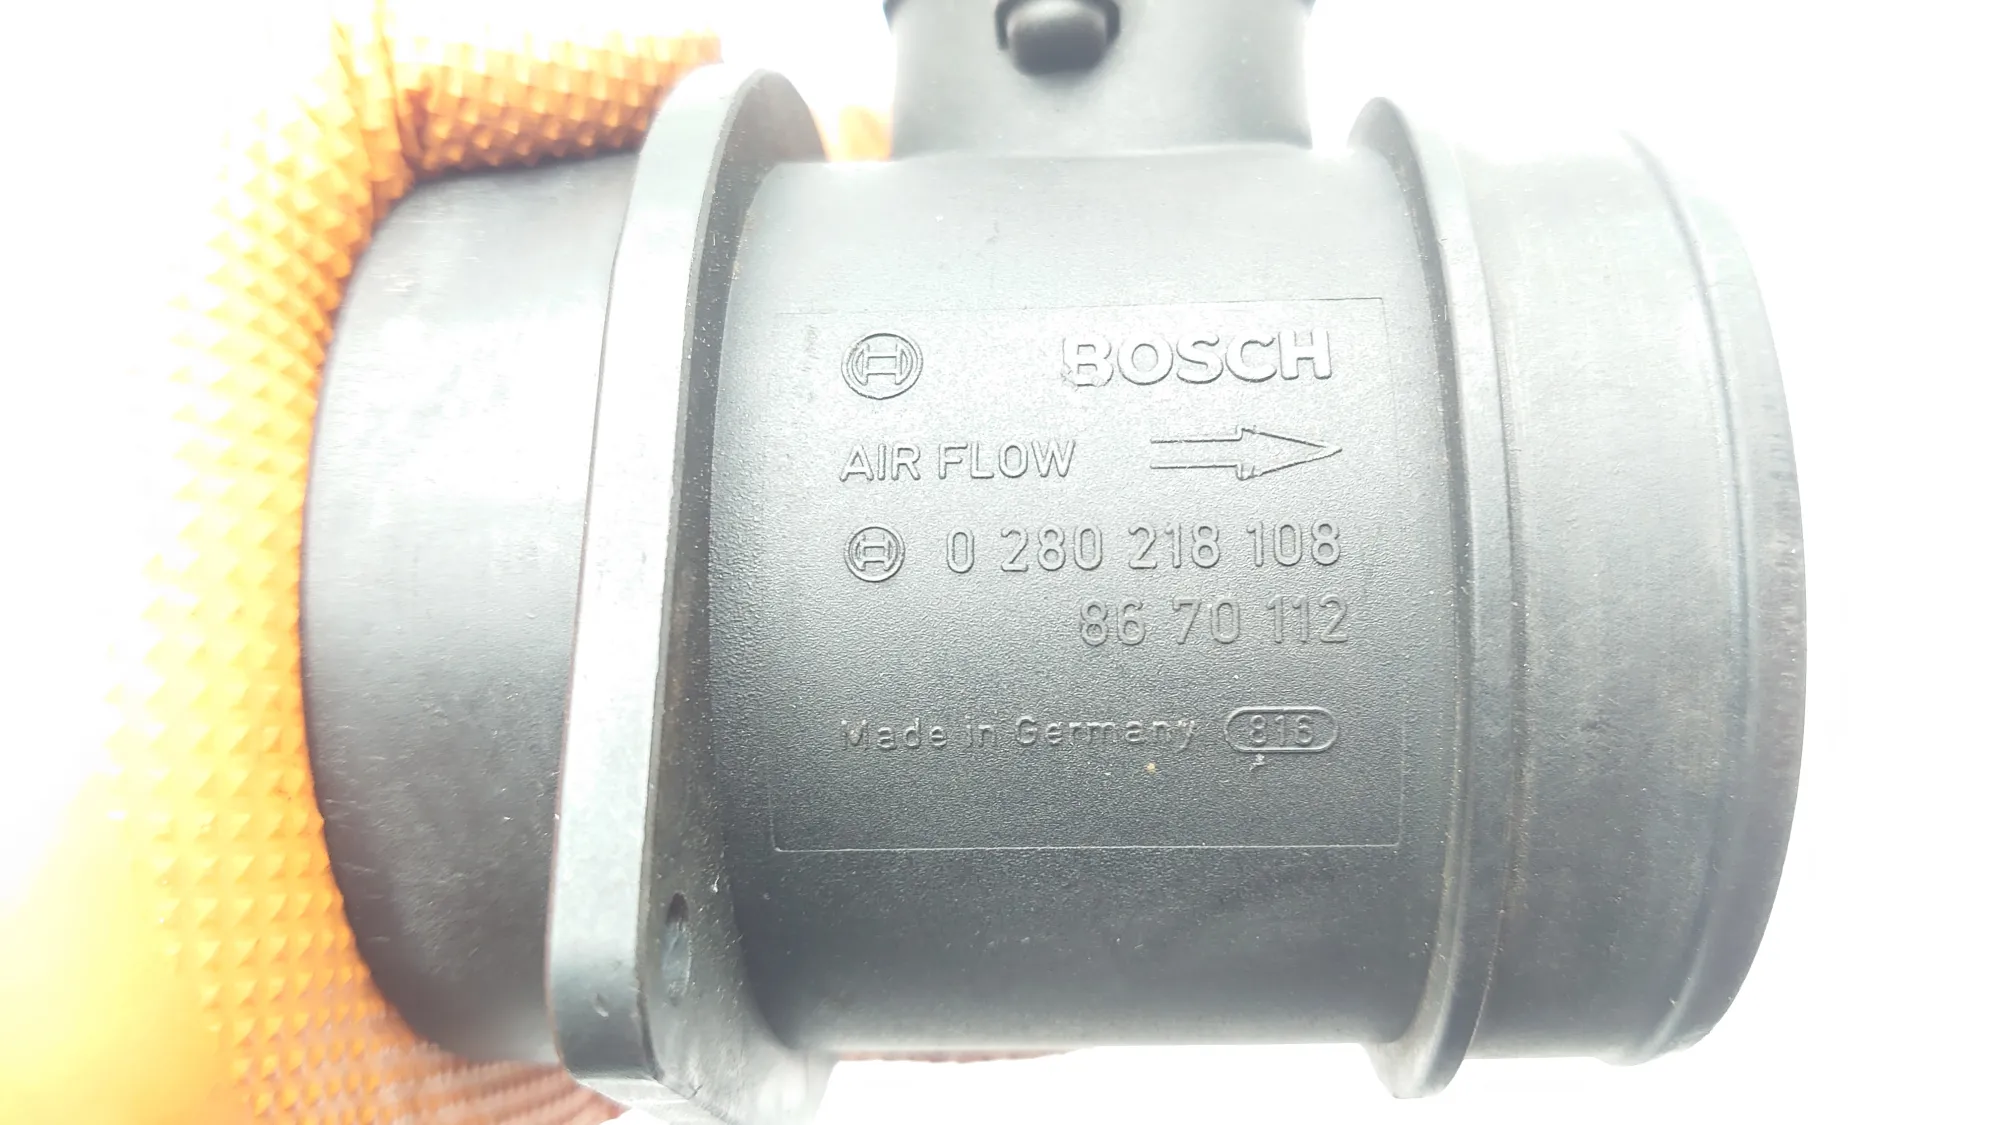 BOSCH
AIR FLOW
0 280 218 108
86 70 112
Made in Germany 816